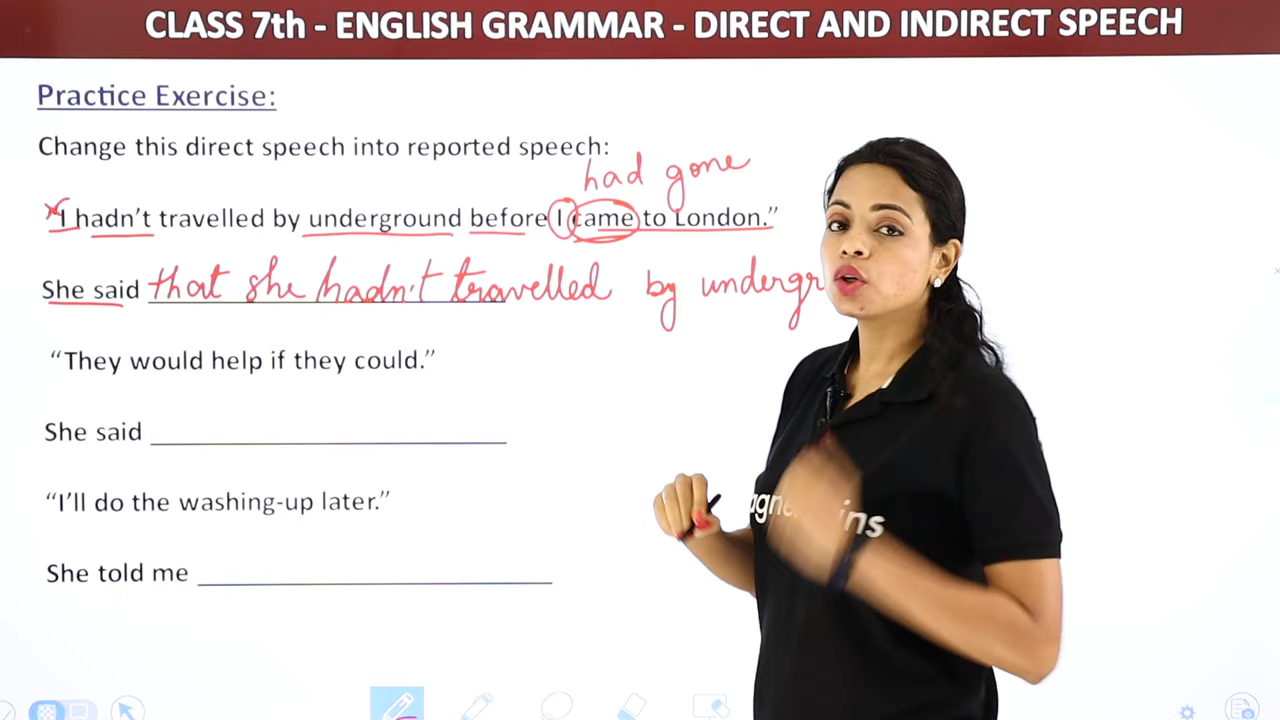 CLASS 7th - ENGLISH GRAMMAR - DIRECT AND INDIRECT SPEECH
Practice Exercise:
Change this direct speech into reported speech:
had gone
“I hadn’t travelled by underground before I came to London.”
She said that she hadn't travelled by undergr
“They would help if they could.”
She said
“I’ll do the washing-up later.”
She told me